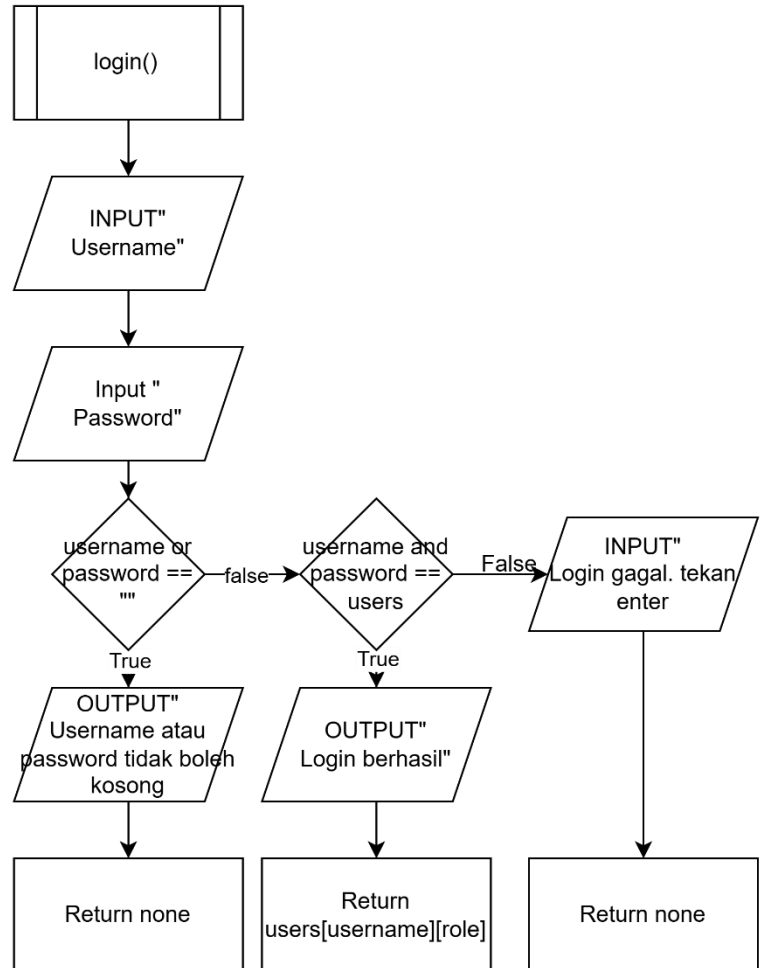 login()
INPUT"
Username"
Input "
Password"
username or
password ==
""
false
username and
password ==
users
False
INPUT"
Login gagal. tekan
enter
True
True
OUTPUT"
Username atau
password tidak boleh
kosong
OUTPUT"
Login berhasil"
Return none
Return
users[username][role]
Return none